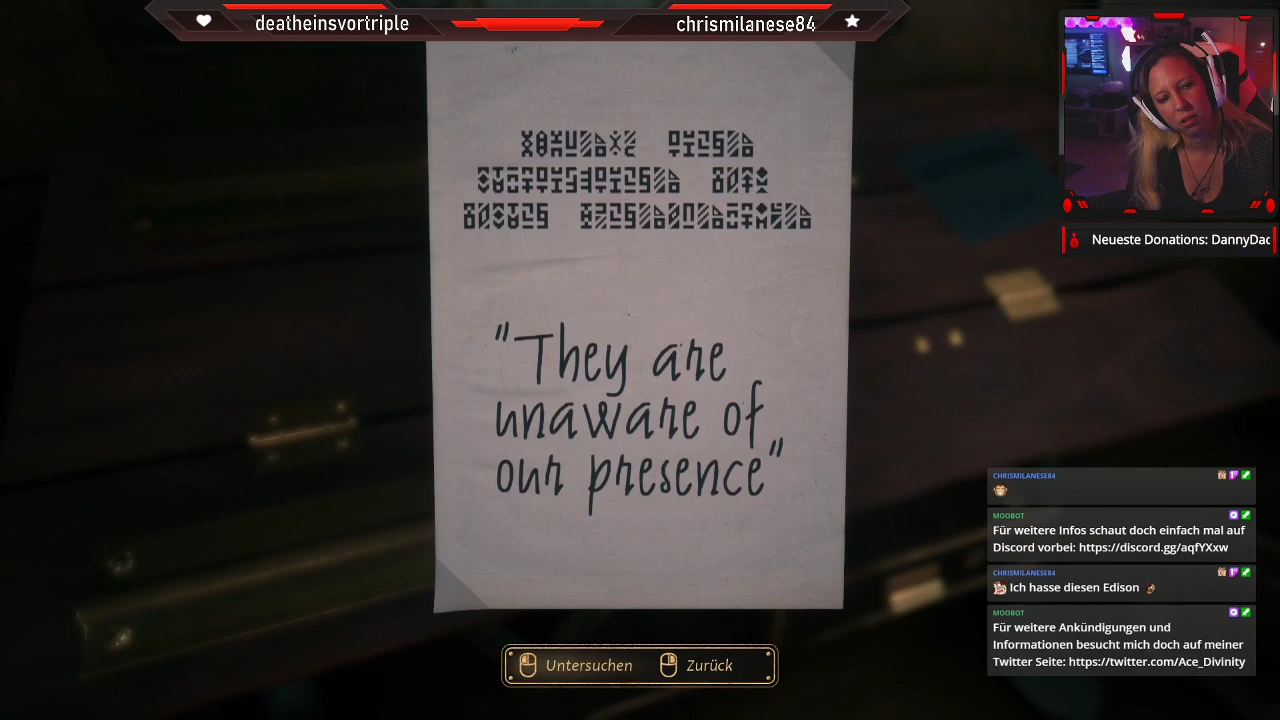 deatheinsvortriple
chrismilanese84
"They are
unaware of
our presence"
Untersuchen
Zurück
Neueste Donations: DannyDac
CHRISMILANESE84
MOOBOT
Für weitere Infos schaut doch einfach mal auf
Discord vorbei: https://discord.gg/aqfYXxw
CHRISMILANESE84
Ich hasse diesen Edison
MOOBOT
Für weitere Ankündigungen und
Informationen besucht mich doch auf meiner
Twitter Seite: https://twitter.com/Ace_Divinity